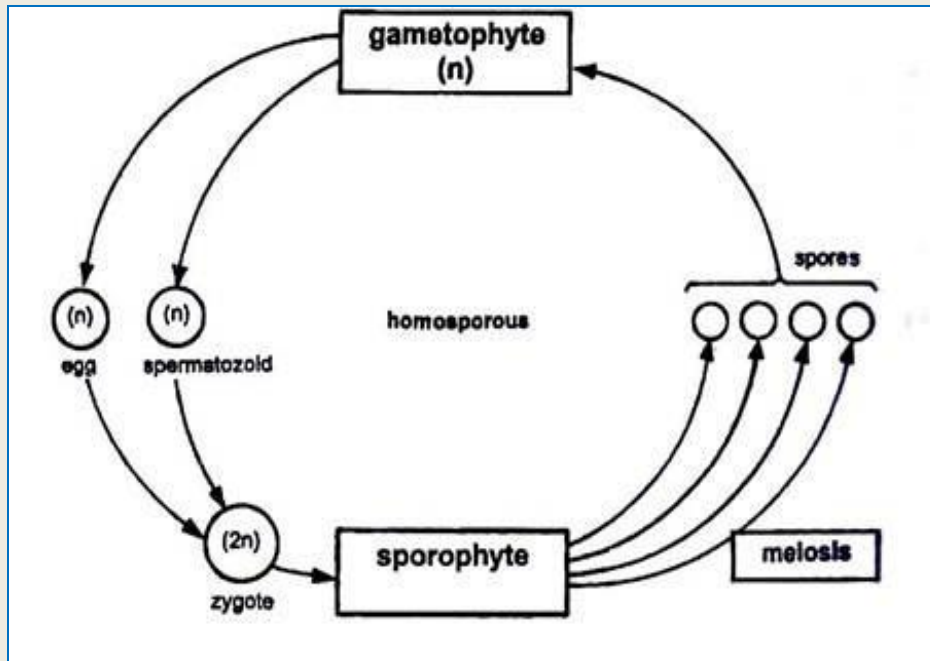 gametophyte
(n)
spores
(n)
(n)
homosporous
egg
spermatozoid
(2n)
sporophyte
meiosis
zygote